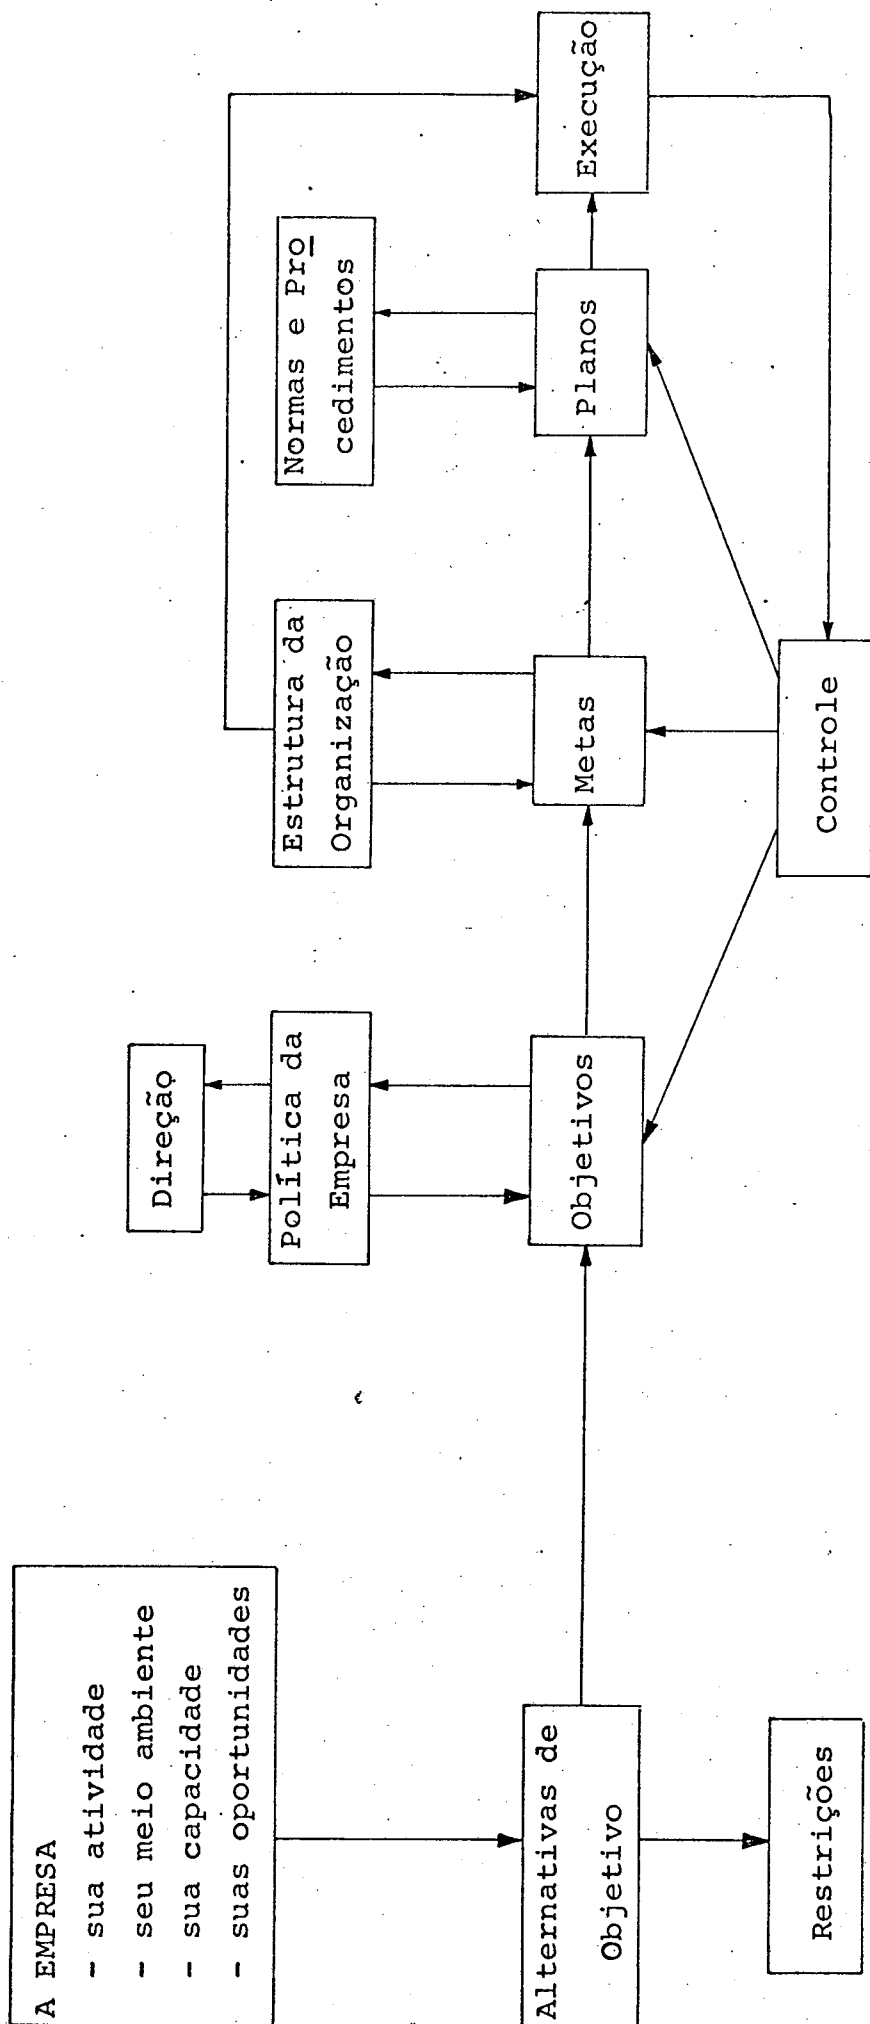 A EMPRESA
- sua atividade
- seu meio ambiente
- sua capacidade
- suas oportunidades
Alternativas de
Objetivo
Restrições
Direção
Política da
Empresa
Objetivos
Estrutura da
Organização
Metas
Controle
Normas e Pro
cedimentos
Planos
Execução